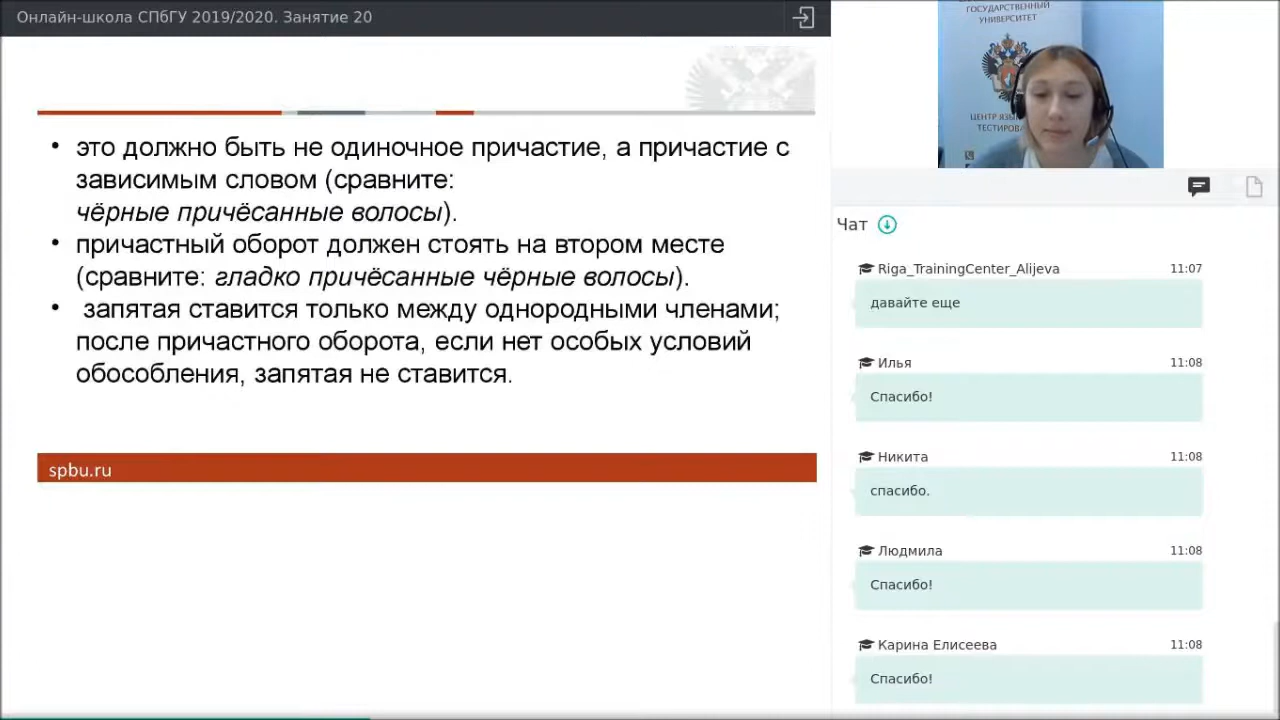 Онлайн-школа СПбГУ 2019/2020. Занятие 20
• это должно быть не одиночное причастие, а причастие с
зависимым словом (сравните:
чёрные причёсанные волосы).
• причастный оборот должен стоять на втором месте
(сравните: гладко причёсанные чёрные волосы).
• запятая ставится только между однородными членами;
после причастного оборота, если нет особых условий
обособления, запятая не ставится.
spbu.ru
ГОСУДАРСТВЕННЫЙ
УНИВЕРСИТЕТ
Чат
Riga_TrainingCenter_Alijeva 11:07
давайте еще
Илья 11:08
Спасибо!
Никита 11:08
спасибо.
Людмила 11:08
Спасибо!
Карина Елисеева 11:08
Спасибо!